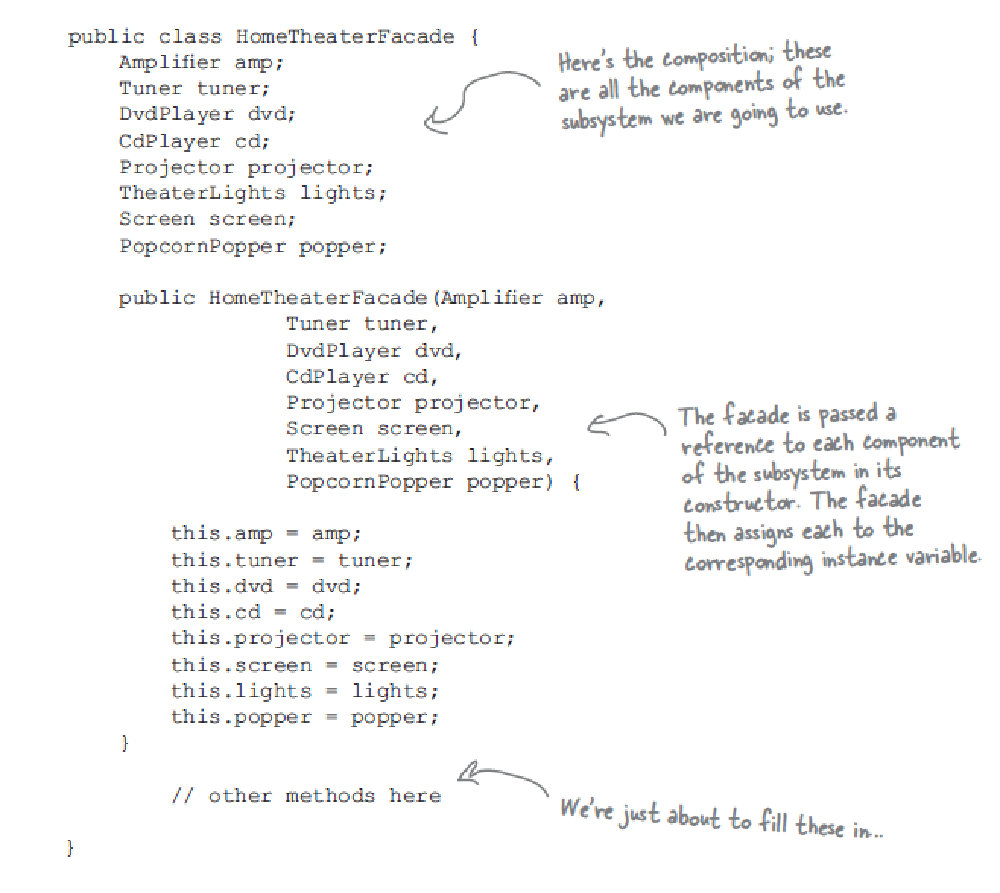 public class HomeTheaterFacade {
Amplifier amp;
Tuner tuner;
DvdPlayer dvd;
CdPlayer cd;
Projector projector;
TheaterLights lights;
Screen screen;
PopcornPopper popper;
Here's the composition; these
are all the components of the
subsystem we are going to use.
public HomeTheaterFacade(Amplifier amp,
Tuner tuner,
DvdPlayer dvd,
CdPlayer cd,
Projector projector,
Screen screen,
TheaterLights lights,
PopcornPopper popper) {
The facade is passed a
reference to each component
of the subsystem in its
constructor. The facade
then assigns each to the
corresponding instance variable.
this.amp = amp;
this.tuner = tuner;
this.dvd = dvd;
this.cd = cd;
this.projector = projector;
this.screen = screen;
this.lights = lights;
this.popper = popper;
}
// other methods here
We're just about to fill these in...
}